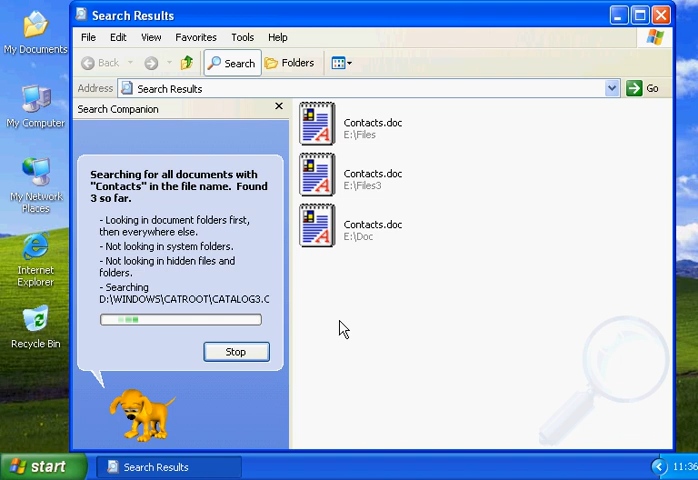 My Documents
My Computer
My Network
Places
Internet
Explorer
Recycle Bin
Search Results
File Edit View Favorites Tools Help
Back Search Folders
Address Search Results Go
Search Companion
Searching for all documents with
"Contacts" in the file name. Found
3 so far.
- Looking in document folders first,
then everywhere else.
- Not looking in system folders.
- Not looking in hidden files and
folders.
- Searching
D:\WINDOWS\CATROOT\CATALOG3.C
Stop
Contacts.doc
E:\Files
Contacts.doc
E:\Files3
Contacts.doc
E:\Doc
start Search Results 11:36